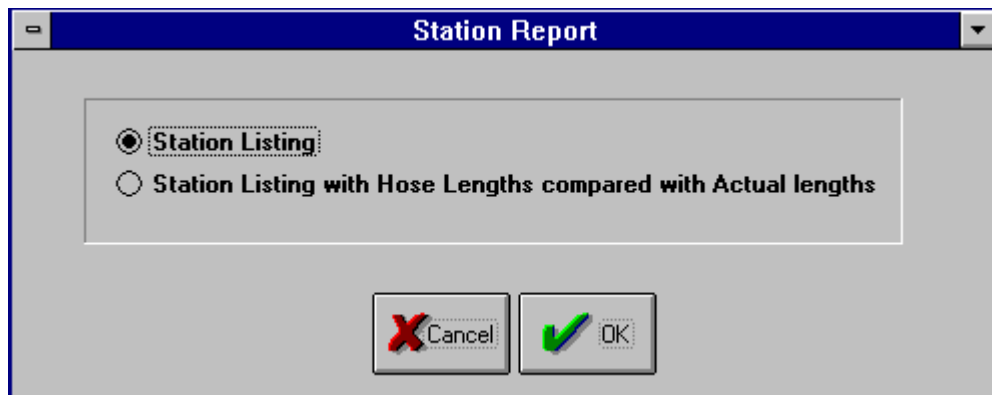 Station Report
Station Listing
Station Listing with Hose Lengths compared with Actual lengths
Cancel
OK